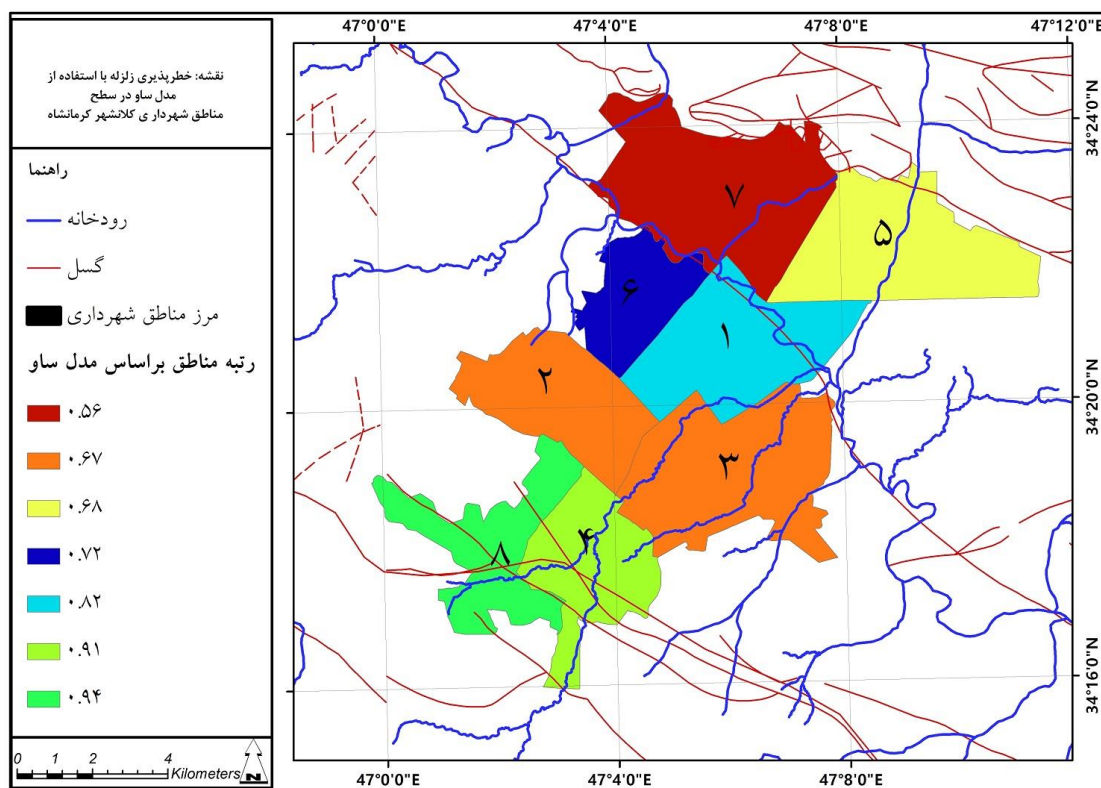 نقشه: خطرپذیری زلزله با استفاده از
مدل ساو در سطح
مناطق شهردار ی کلانشهر کرمانشاه
راهنما
رودخانه
گسل
مرز مناطق شهرداری
رتبه مناطق براساس مدل ساو
۰.۵۶
۰.۶۷
۰.۶۸
۰.۷۲
۰.۸۲
۰.۹۱
۰.۹۴
0 1 2 4
Kilometers
N
47°0'0"E 47°4'0"E 47°8'0"E 47°12'0"E
34°24'0"N
34°20'0"N
34°16'0"N
۷
۵
۶
۱
۲
۳
۴
۸
47°0'0"E 47°4'0"E 47°8'0"E